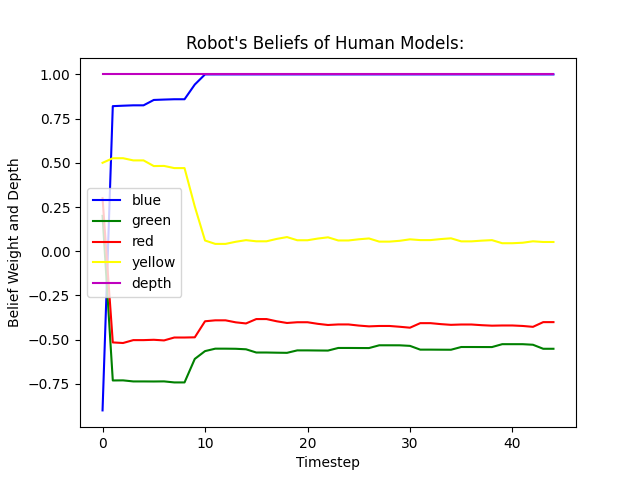 Robot's Beliefs of Human Models:
Belief Weight and Depth
1.00
0.75
0.50
0.25
0.00
−0.25
−0.50
−0.75
blue
green
red
yellow
depth
0
10
20
30
40
Timestep